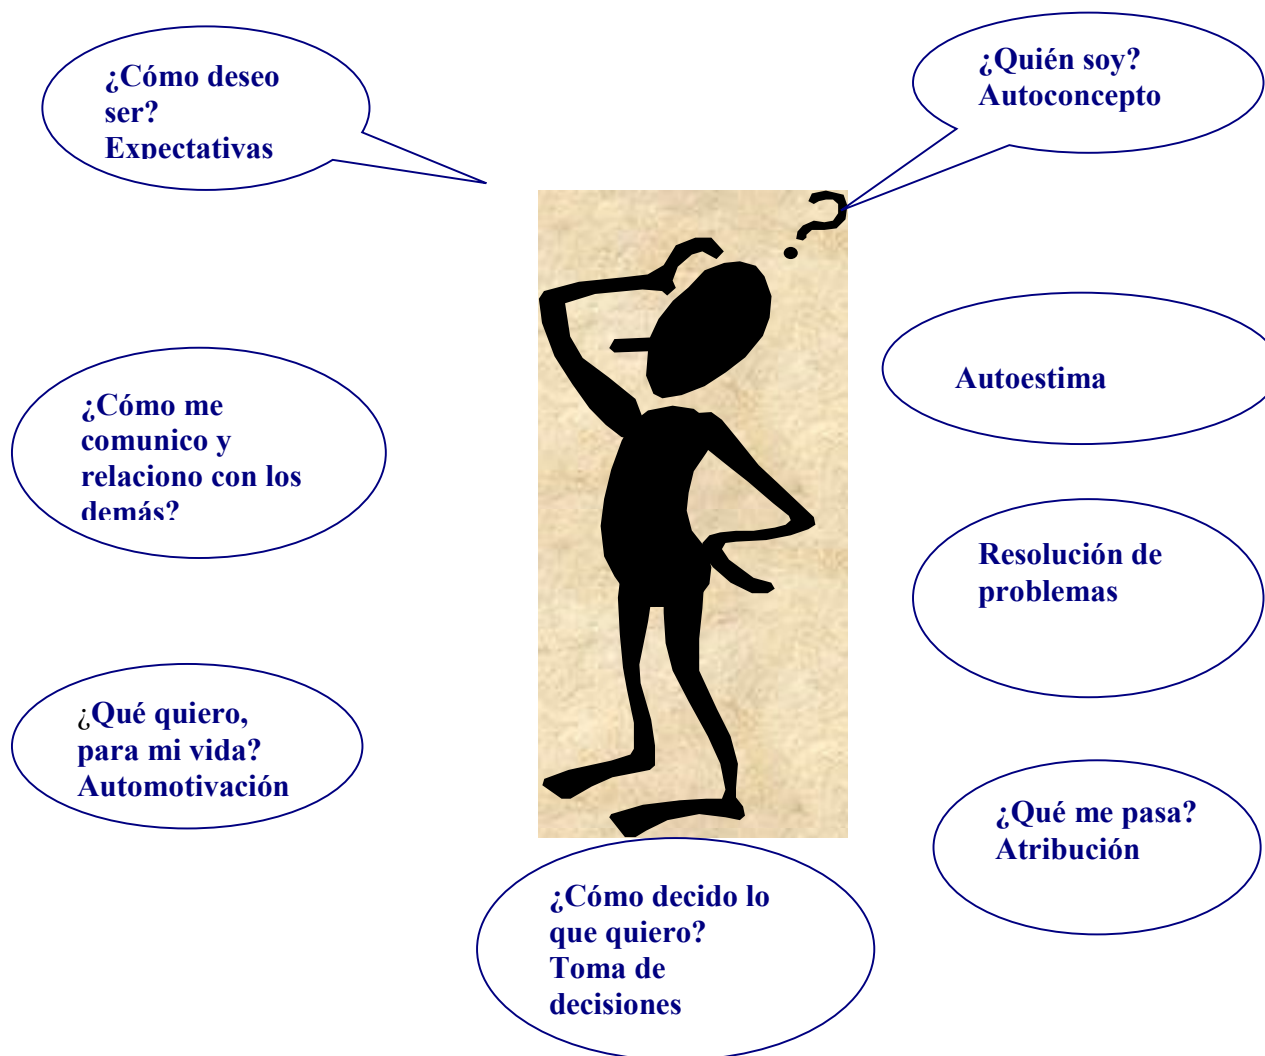 ¿Cómo deseo
ser?
Expectativas
¿Quién soy?
Autoconcepto
?
Autoestima
¿Cómo me
comunico y
relaciono con los
demás?
Resolución de
problemas
¿Qué quiero,
para mi vida?
Automotivación
¿Qué me pasa?
Atribución
¿Cómo decido lo
que quiero?
Toma de
decisiones